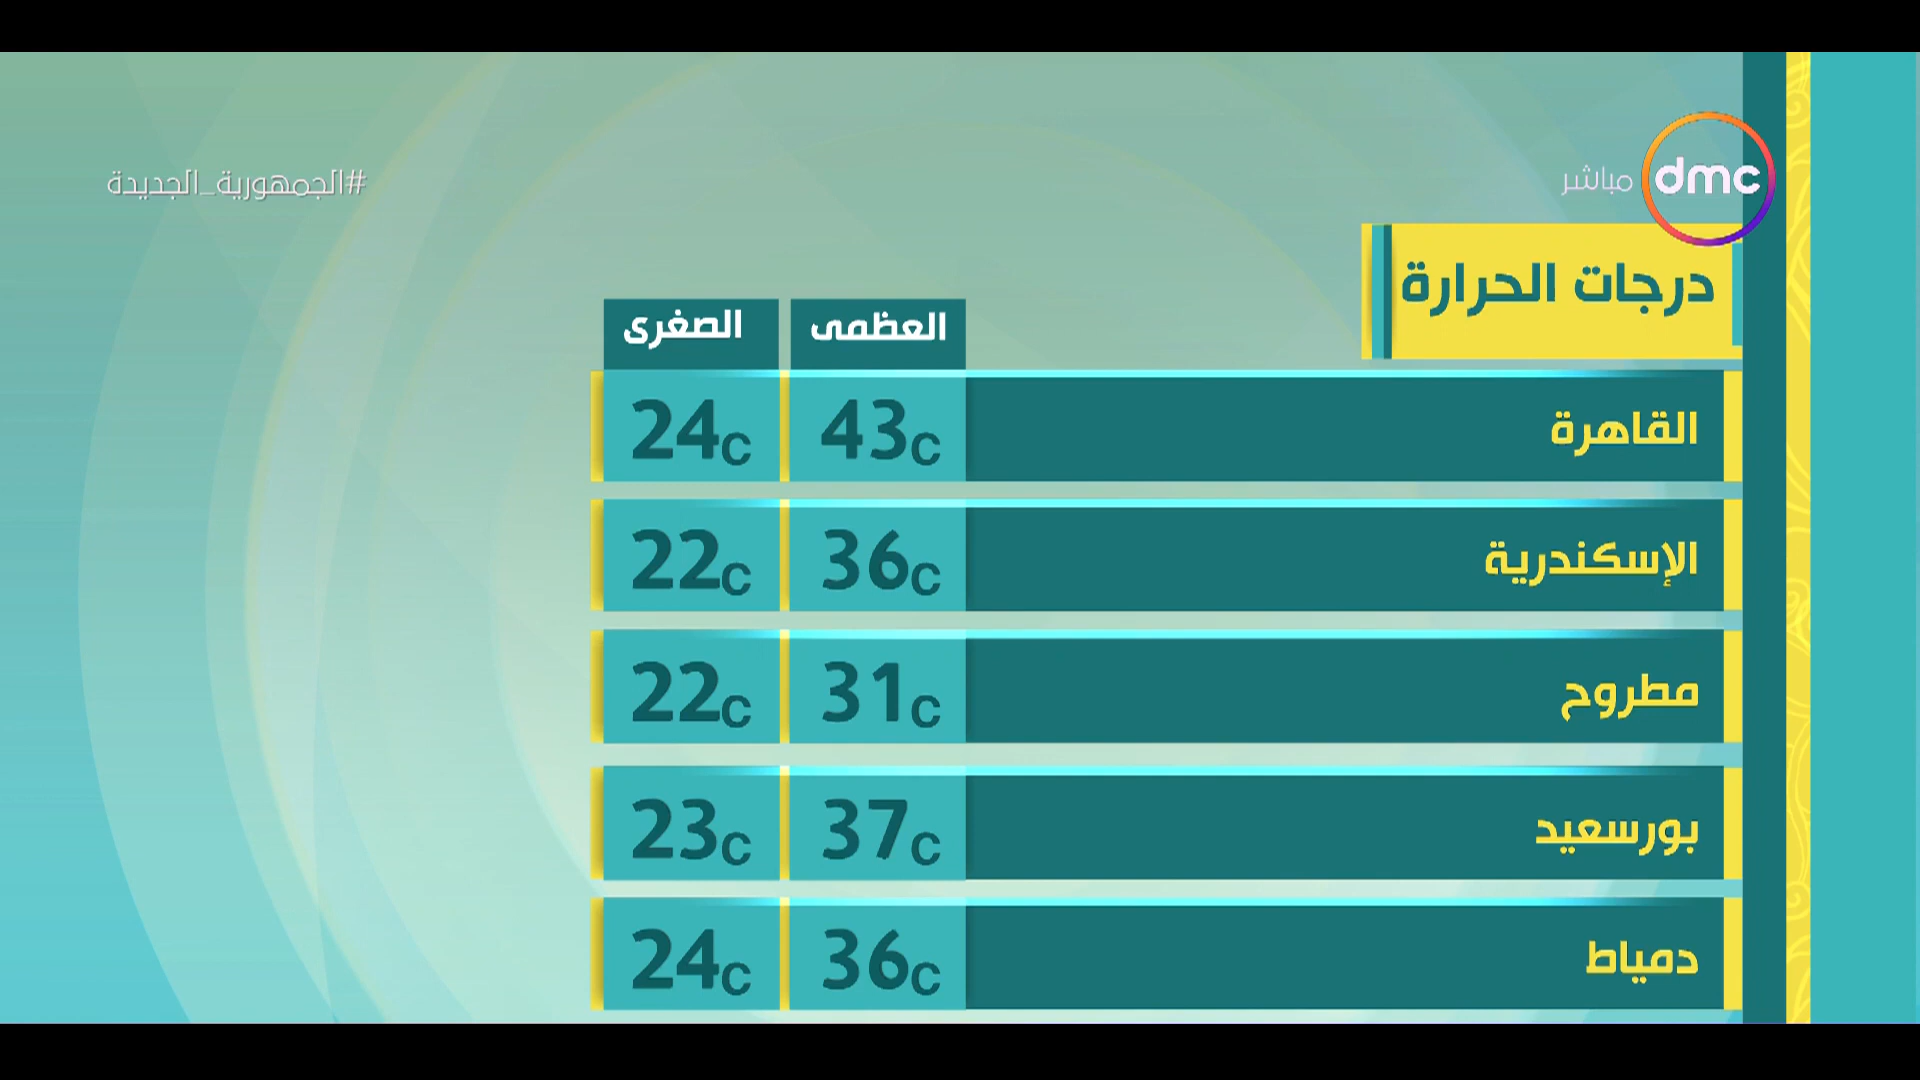 dmc مباشر
#الجمهورية_الجديدة
درجات الحرارة
العظمى الصغرى
القاهرة 43c 24c
الإسكندرية 36c 22c
مطروح 31c 22c
بورسعيد 37c 23c
دمياط 36c 24c